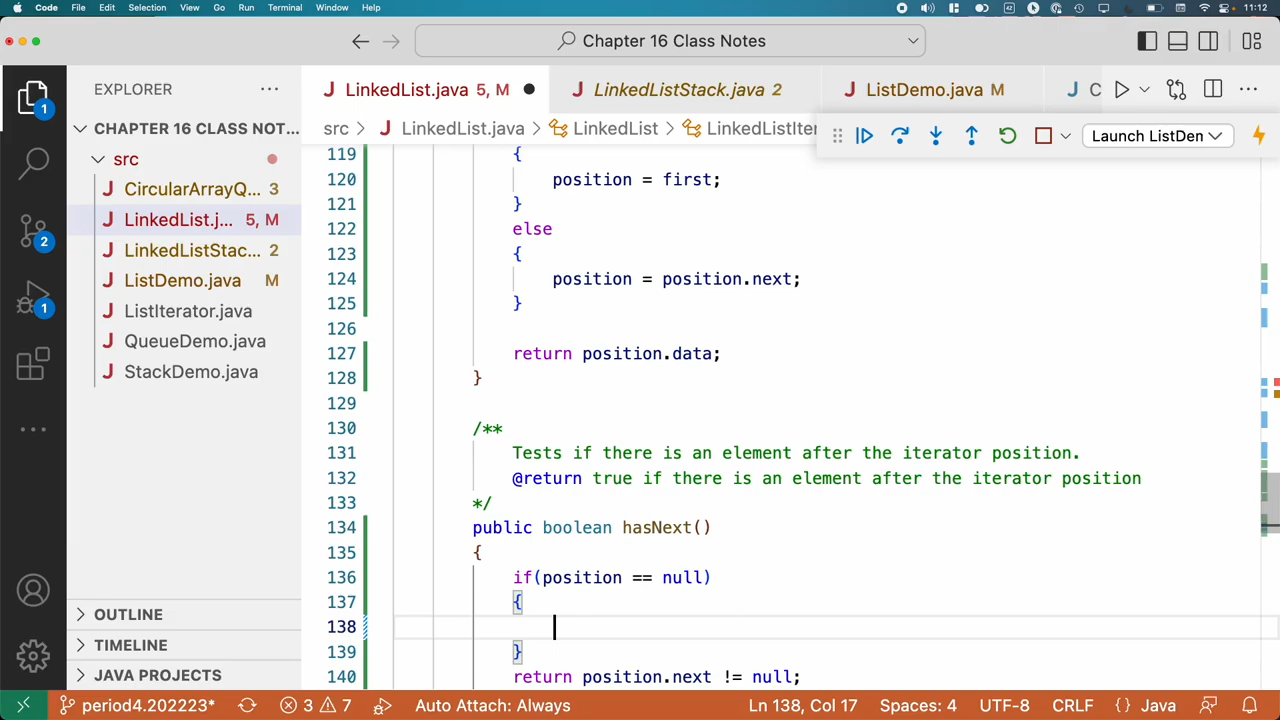 Code File Edit Selection View Go Run Terminal Window Help 42 11:12
Chapter 16 Class Notes
EXPLORER
LinkedList.java 5, M
LinkedListStack.java 2
ListDemo.java M
C
src > LinkedList.java > LinkedList > LinkedListIter
Launch ListDen
CHAPTER 16 CLASS NOT...
src
CircularArrayQ... 3
LinkedList.j... 5, M
LinkedListStac... 2
ListDemo.java M
ListIterator.java
QueueDemo.java
StackDemo.java
1
2
1
119 {
120 position = first;
121 }
122 else
123 {
124 position = position.next;
125 }
126
127 return position.data;
128 }
129
130 /**
131 Tests if there is an element after the iterator position.
132 @return true if there is an element after the iterator position
133 */
134 public boolean hasNext()
135 {
136 if(position == null)
137 {
138
139 }
140 return position.next != null;
OUTLINE
TIMELINE
JAVA PROJECTS
period4.202223* 3 7 Auto Attach: Always Ln 138, Col 17 Spaces: 4 UTF-8 CRLF {} Java